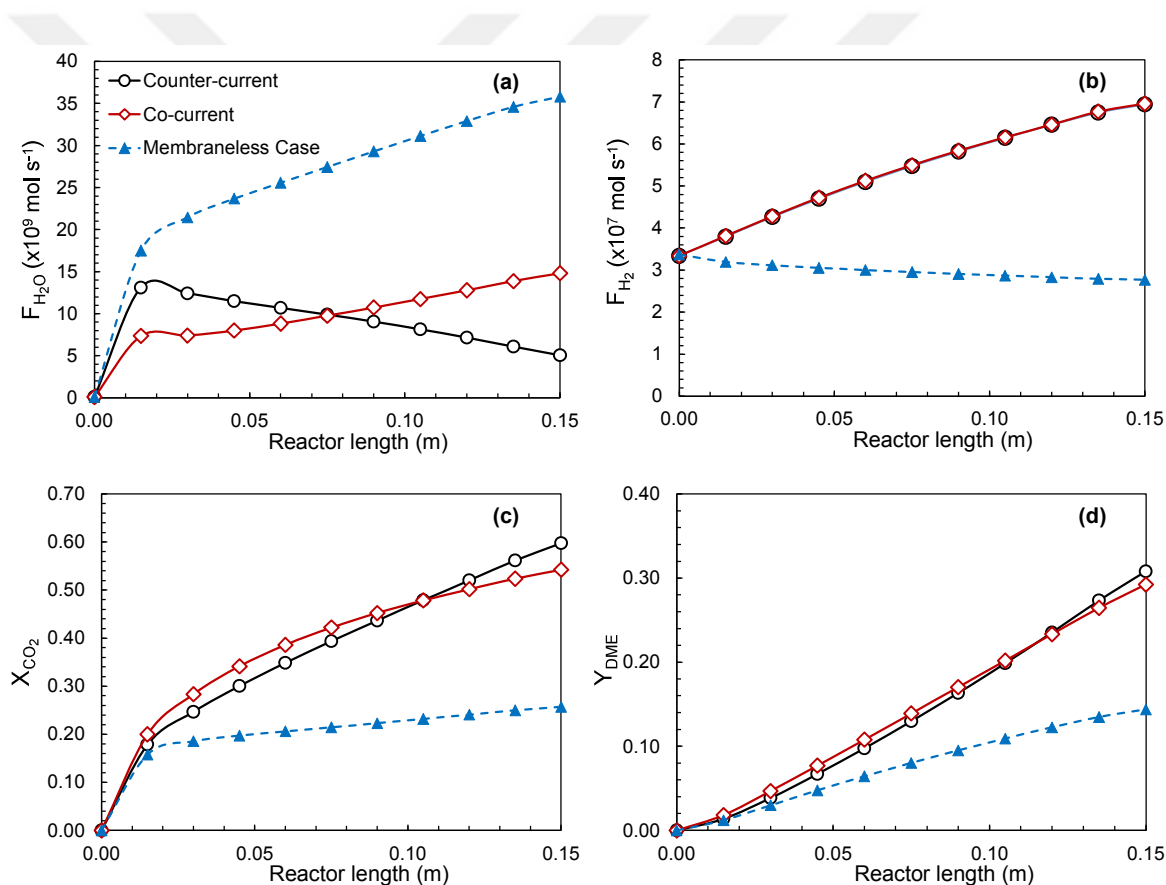 (a)
40
35
30
25
20
15
10
5
0
F_H2O (x10⁹ mol s⁻¹)
Counter-current
Co-current
Membraneless Case
0.00 0.05 0.10 0.15
Reactor length (m)
(b)
8
7
6
5
4
3
2
1
0
F_H2 (x10⁷ mol s⁻¹)
0.00 0.05 0.10 0.15
Reactor length (m)
(c)
0.70
0.60
0.50
0.40
0.30
0.20
0.10
0.00
X_CO2
0.00 0.05 0.10 0.15
Reactor length (m)
(d)
0.40
0.30
0.20
0.10
0.00
Y_DME
0.00 0.05 0.10 0.15
Reactor length (m)